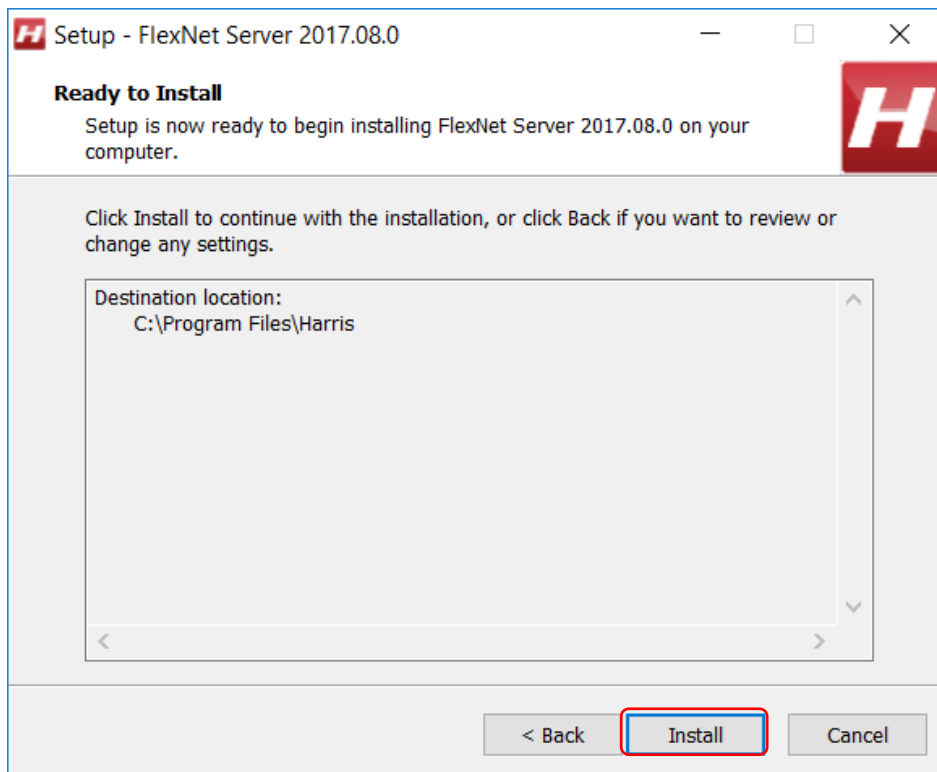 H Setup - FlexNet Server 2017.08.0
Ready to Install
Setup is now ready to begin installing FlexNet Server 2017.08.0 on your
computer.
H
Click Install to continue with the installation, or click Back if you want to review or
change any settings.
Destination location:
C:\Program Files\Harris
< Back Install Cancel